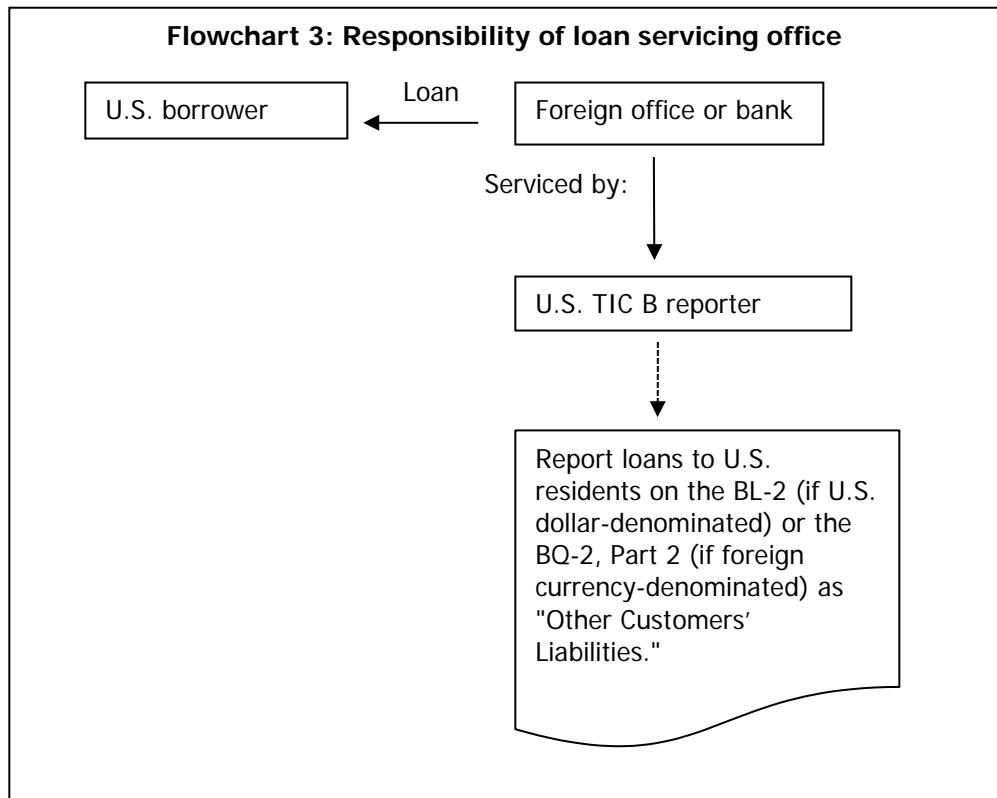 Flowchart 3: Responsibility of loan servicing office
U.S. borrower
Loan
Foreign office or bank
Serviced by:
U.S. TIC B reporter
Report loans to U.S.
residents on the BL-2 (if U.S.
dollar-denominated) or the
BQ-2, Part 2 (if foreign
currency-denominated) as
"Other Customers’
Liabilities."